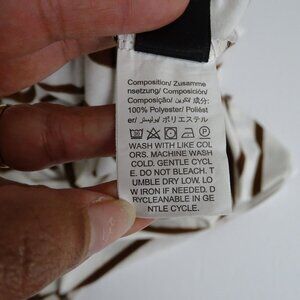 Composition/Zusamme
nsetzung/Composición/
Composição/ 成分:
100% Polyester/Poliést
er/ ポリエステル
WASH WITH LIKE COL
ORS. MACHINE WASH
COLD. GENTLE CYCL
E. DO NOT BLEACH. T
UMBLE DRY LOW. LO
W IRON IF NEEDED. D
RYCLEANABLE IN GE
NTLE CYCLE.